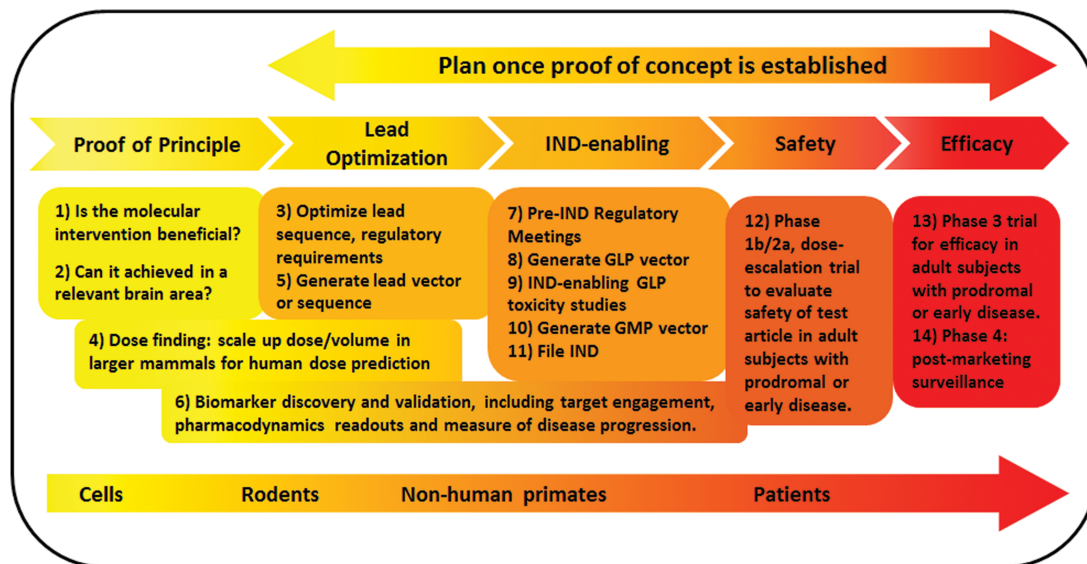 Plan once proof of concept is established
Proof of Principle
Lead
Optimization
IND-enabling
Safety
Efficacy
1) Is the molecular
intervention beneficial?
2) Can it achieved in a
relevant brain area?
3) Optimize lead
sequence, regulatory
requirements
5) Generate lead vector
or sequence
4) Dose finding: scale up dose/volume in
larger mammals for human dose prediction
6) Biomarker discovery and validation, including target engagement,
pharmacodynamics readouts and measure of disease progression.
7) Pre-IND Regulatory
Meetings
8) Generate GLP vector
9) IND-enabling GLP
toxicity studies
10) Generate GMP vector
11) File IND
12) Phase
1b/2a, dose-
escalation trial
to evaluate
safety of test
article in adult
subjects with
prodromal or
early disease.
13) Phase 3 trial
for efficacy in
adult subjects
with prodromal
or early disease.
14) Phase 4:
post-marketing
surveillance
Cells
Rodents
Non-human primates
Patients